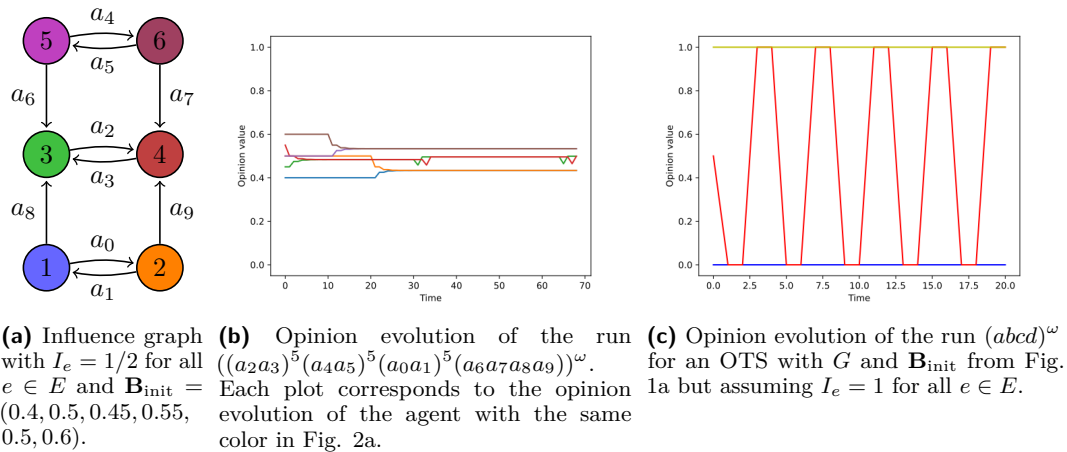 a₄
5
6
a₅
a₆
a₇
a₂
3
4
a₃
a₈
a₉
a₀
1
2
a₁
Opinion value
1.0
0.8
0.6
0.4
0.2
0.0
0 10 20 30 40 50 60 70
Time
Opinion value
1.0
0.8
0.6
0.4
0.2
0.0
0.0 2.5 5.0 7.5 10.0 12.5 15.0 17.5 20.0
Time
(a) Influence graph
with Iₑ = 1/2 for all
e ∈ E and B_init =
(0.4, 0.5, 0.45, 0.55,
0.5, 0.6).
(b) Opinion evolution of the run
((a₂a₃)⁵(a₄a₅)⁵(a₀a₁)⁵(a₆a₇a₈a₉))^ω.
Each plot corresponds to the opinion
evolution of the agent with the same
color in Fig. 2a.
(c) Opinion evolution of the run (abcd)^ω
for an OTS with G and B_init from Fig.
1a but assuming Iₑ = 1 for all e ∈ E.